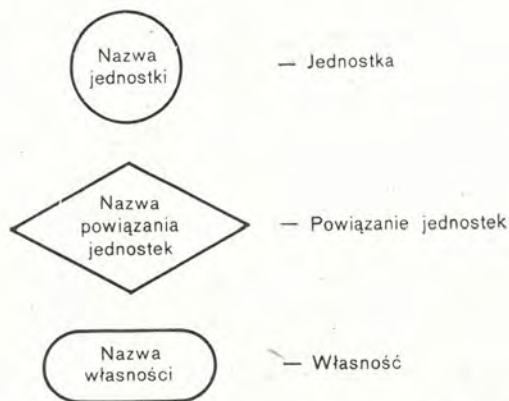 Nazwa
jednostki
— Jednostka
Nazwa
powiązania
jednostek
— Powiązanie jednostek
Nazwa
własności
— Własność